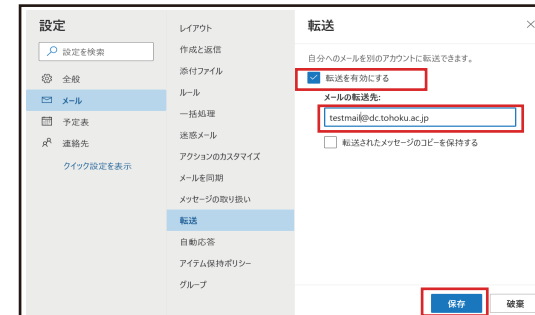 設定
設定を検索
全般
メール
予定表
連絡先
クイック設定を表示
レイアウト
作成と返信
添付ファイル
ルール
一括処理
迷惑メール
アクションのカスタマイズ
メールを同期
メッセージの取り扱い
転送
自動応答
アイテム保持ポリシー
グループ
転送
自分へのメールを別のアカウントに転送できます。
転送を有効にする
メールの転送先:
testmail@dc.tohoku.ac.jp
転送されたメッセージのコピーを保持する
保存
破棄